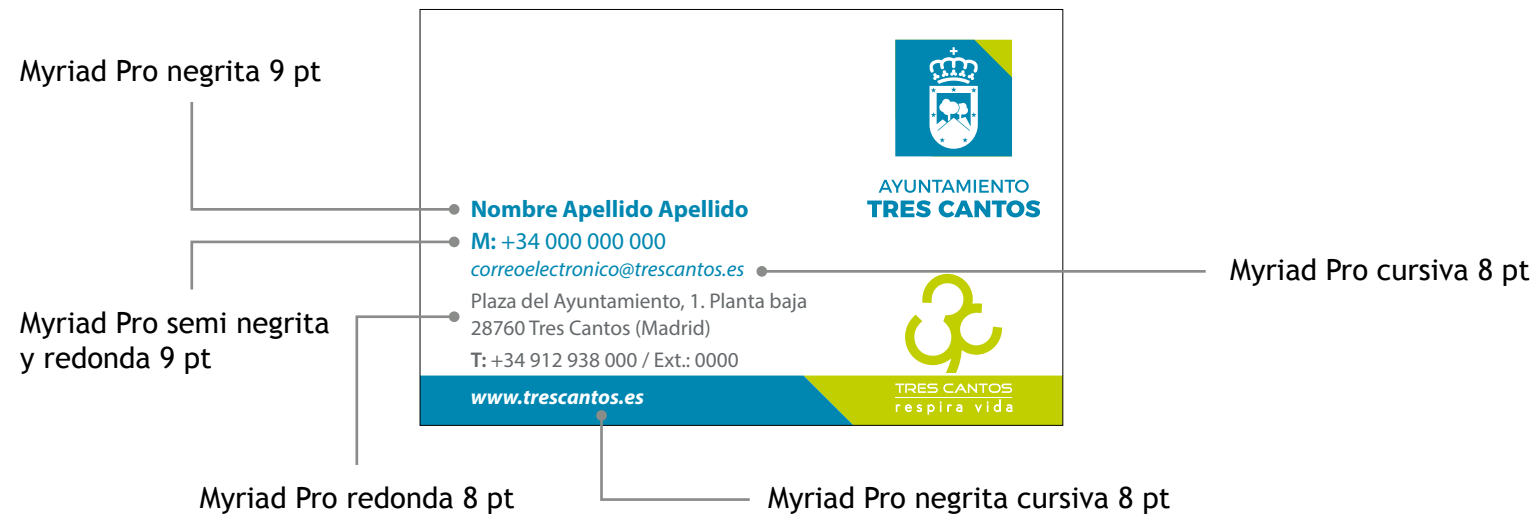 Myriad Pro negrita 9 pt
AYUNTAMIENTO
TRES CANTOS
Nombre Apellido Apellido
M: +34 000 000 000
correoelectronico@trescantos.es
Myriad Pro cursiva 8 pt
Plaza del Ayuntamiento, 1. Planta baja
28760 Tres Cantos (Madrid)
Myriad Pro semi negrita
y redonda 9 pt
T: +34 912 938 000 / Ext.: 0000
www.trescantos.es
TRES CANTOS
respira vida
Myriad Pro redonda 8 pt
Myriad Pro negrita cursiva 8 pt